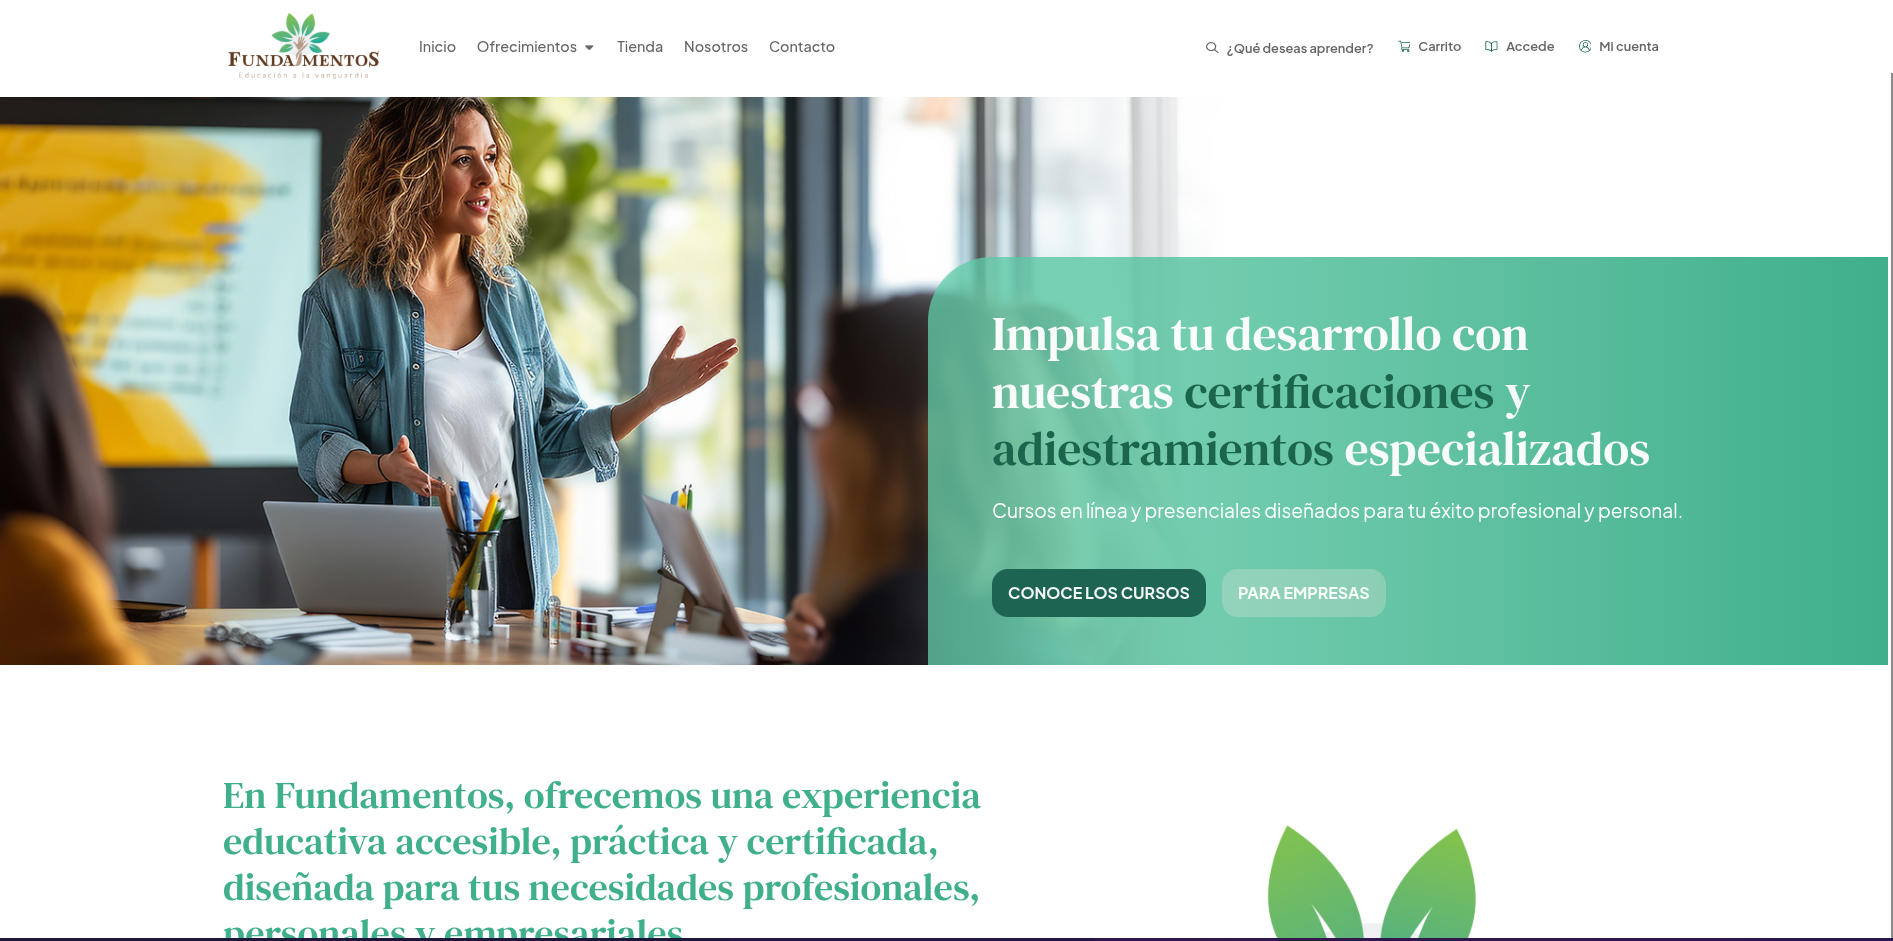 FUNDAMENTOS
Educación a la vanguardia
Inicio
Ofrecimientos
Tienda
Nosotros
Contacto
¿Qué deseas aprender?
Carrito
Accede
Mi cuenta
Impulsa tu desarrollo con
nuestras certificaciones y
adiestramientos especializados
Cursos en línea y presenciales diseñados para tu éxito profesional y personal.
CONOCE LOS CURSOS
PARA EMPRESAS
En Fundamentos, ofrecemos una experiencia
educativa accesible, práctica y certificada,
diseñada para tus necesidades profesionales,
personales y empresariales